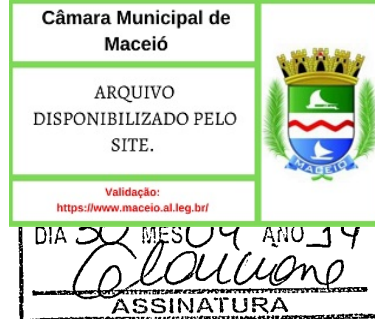 Câmara Municipal de
Maceió
ARQUIVO
DISPONIBILIZADO PELO
SITE.
Validação:
https://www.maceio.al.leg.br/
MACEIÓ
DIA 30 MES 04 ANO 14
ASSINATURA